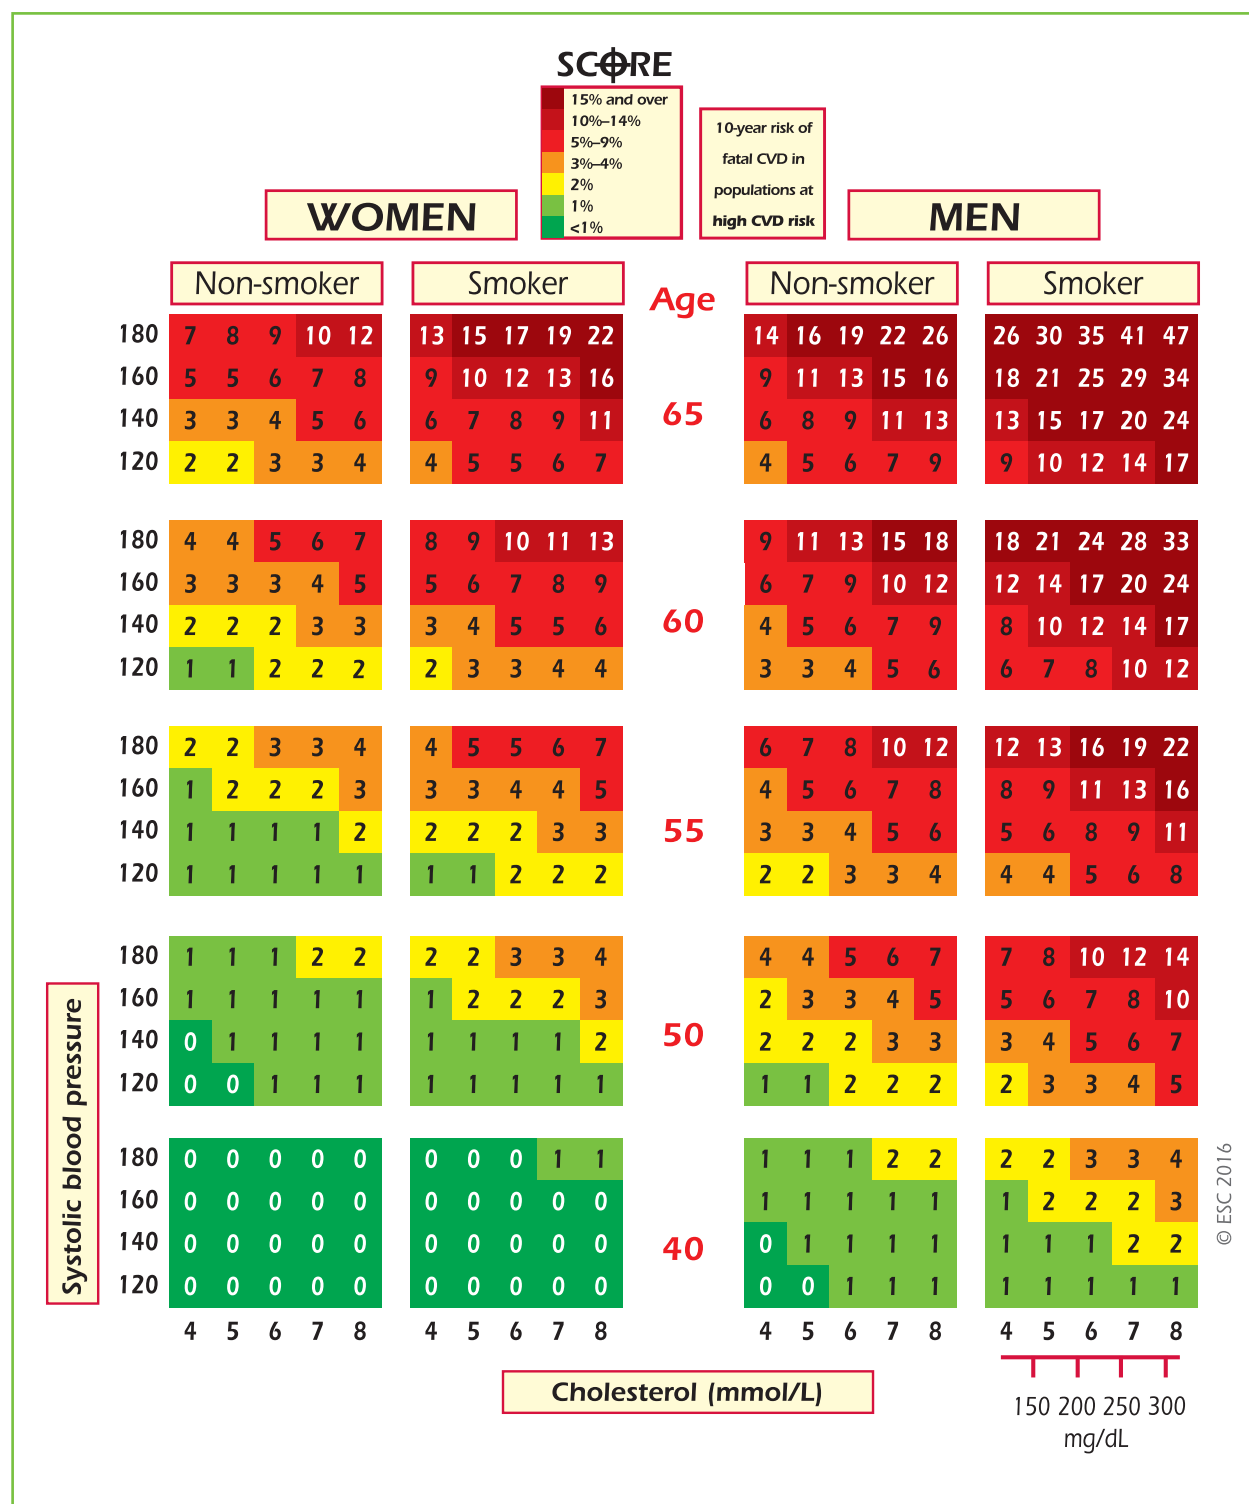 SCORE
15% and over
10%–14%
5%–9%
3%–4%
2%
1%
<1%
10-year risk of
fatal CVD in
populations at
high CVD risk
WOMEN
MEN
Non-smoker Smoker Age Non-smoker Smoker
180 7 8 9 10 12 13 15 17 19 22 14 16 19 22 26 26 30 35 41 47
160 5 5 6 7 8 9 10 12 13 16 9 11 13 15 16 18 21 25 29 34
65
140 3 3 4 5 6 6 7 8 9 11 6 8 9 11 13 13 15 17 20 24
120 2 2 3 3 4 4 5 5 6 7 4 5 6 7 9 9 10 12 14 17
180 4 4 5 6 7 8 9 10 11 13 9 11 13 15 18 18 21 24 28 33
160 3 3 3 4 5 5 6 7 8 9 6 7 9 10 12 12 14 17 20 24
60
140 2 2 2 3 3 3 4 5 5 6 4 5 6 7 9 8 10 12 14 17
120 1 1 2 2 2 2 3 3 4 4 3 3 4 5 6 6 7 8 10 12
180 2 2 3 3 4 4 5 5 6 7 6 7 8 10 12 12 13 16 19 22
160 1 2 2 2 3 3 3 4 4 5 4 5 6 7 8 8 9 11 13 16
55
140 1 1 1 1 2 2 2 2 3 3 3 3 4 5 6 5 6 8 9 11
120 1 1 1 1 1 1 1 2 2 2 2 2 3 3 4 4 4 5 6 8
180 1 1 1 2 2 2 2 3 3 4 4 4 5 6 7 7 8 10 12 14
160 1 1 1 1 1 1 2 2 2 3 2 3 3 4 5 5 6 7 8 10
50
140 0 1 1 1 1 1 1 1 1 2 2 2 2 3 3 3 4 5 6 7
120 0 0 1 1 1 1 1 1 1 1 1 1 2 2 2 2 3 3 4 5
180 0 0 0 0 0 0 0 0 1 1 1 1 1 2 2 2 2 3 3 4
160 0 0 0 0 0 0 0 0 0 0 1 1 1 1 1 1 2 2 2 3
40
140 0 0 0 0 0 0 0 0 0 0 0 1 1 1 1 1 1 1 2 2
120 0 0 0 0 0 0 0 0 0 0 0 0 1 1 1 1 1 1 1 1
4 5 6 7 8 4 5 6 7 8 4 5 6 7 8 4 5 6 7 8
Systolic blood pressure
Cholesterol (mmol/L)
150 200 250 300
mg/dL
© ESC 2016